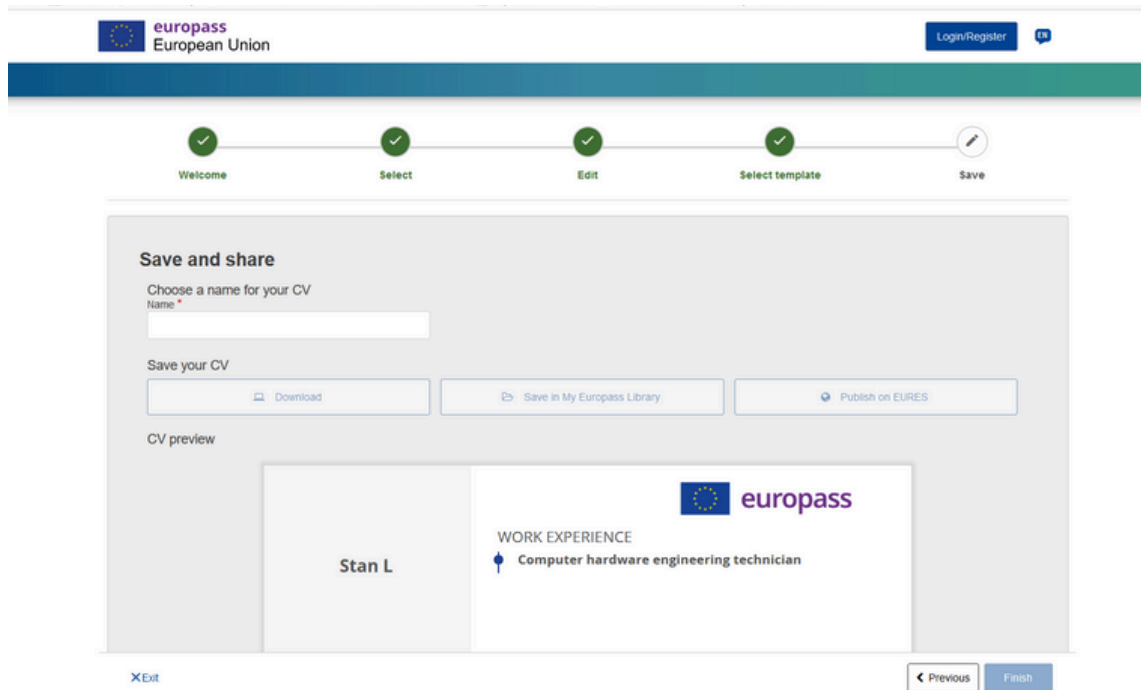 europass
European Union
Login/Register
EN
Welcome
Select
Edit
Select template
Save
Save and share
Choose a name for your CV
Name *
Save your CV
Download
Save in My Europass Library
Publish on EURES
CV preview
europass
WORK EXPERIENCE
Computer hardware engineering technician
Stan L
Exit
Previous
Finish